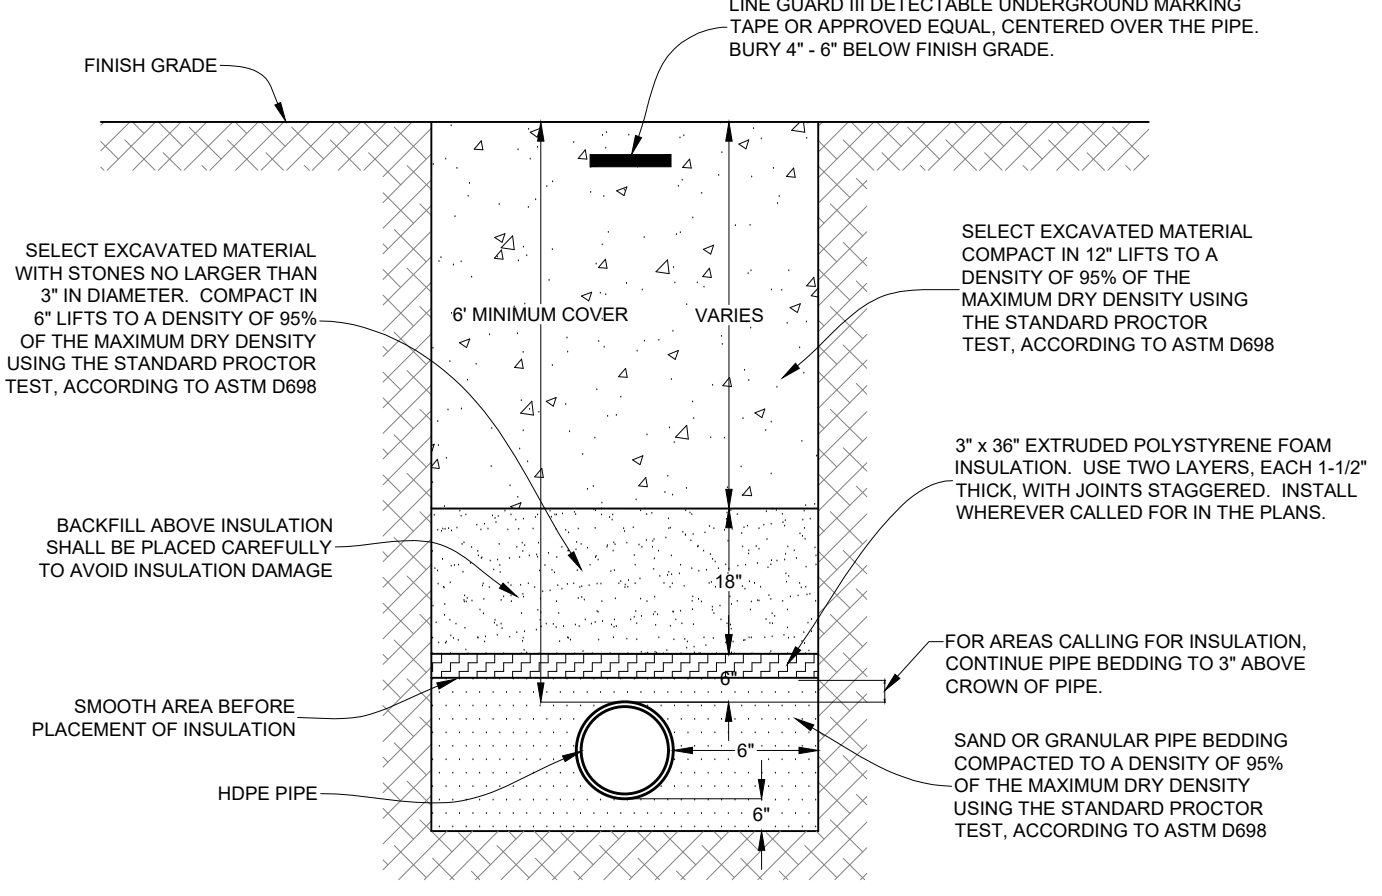 LINE GUARD III DETECTABLE UNDERGROUND MARKING
TAPE OR APPROVED EQUAL, CENTERED OVER THE PIPE.
BURY 4" - 6" BELOW FINISH GRADE.
FINISH GRADE
SELECT EXCAVATED MATERIAL
WITH STONES NO LARGER THAN
3" IN DIAMETER. COMPACT IN
6" LIFTS TO A DENSITY OF 95%
OF THE MAXIMUM DRY DENSITY
USING THE STANDARD PROCTOR
TEST, ACCORDING TO ASTM D698
6' MINIMUM COVER
VARIES
SELECT EXCAVATED MATERIAL
COMPACT IN 12" LIFTS TO A
DENSITY OF 95% OF THE
MAXIMUM DRY DENSITY USING
THE STANDARD PROCTOR
TEST, ACCORDING TO ASTM D698
3" x 36" EXTRUDED POLYSTYRENE FOAM
INSULATION. USE TWO LAYERS, EACH 1-1/2"
THICK, WITH JOINTS STAGGERED. INSTALL
WHEREVER CALLED FOR IN THE PLANS.
BACKFILL ABOVE INSULATION
SHALL BE PLACED CAREFULLY
TO AVOID INSULATION DAMAGE
18"
FOR AREAS CALLING FOR INSULATION,
CONTINUE PIPE BEDDING TO 3" ABOVE
CROWN OF PIPE.
6"
SMOOTH AREA BEFORE
PLACEMENT OF INSULATION
6"
SAND OR GRANULAR PIPE BEDDING
COMPACTED TO A DENSITY OF 95%
OF THE MAXIMUM DRY DENSITY
USING THE STANDARD PROCTOR
TEST, ACCORDING TO ASTM D698
HDPE PIPE
6"